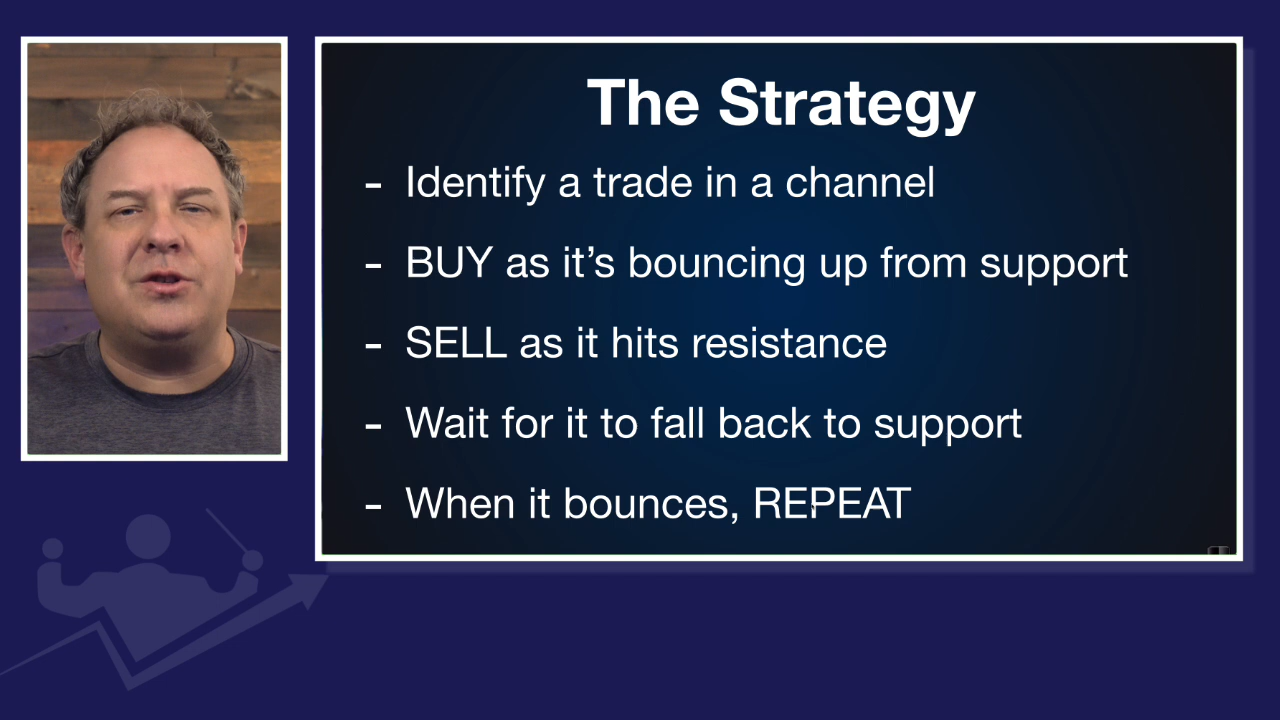 The Strategy
- Identify a trade in a channel
- BUY as it’s bouncing up from support
- SELL as it hits resistance
- Wait for it to fall back to support
- When it bounces, REPEAT